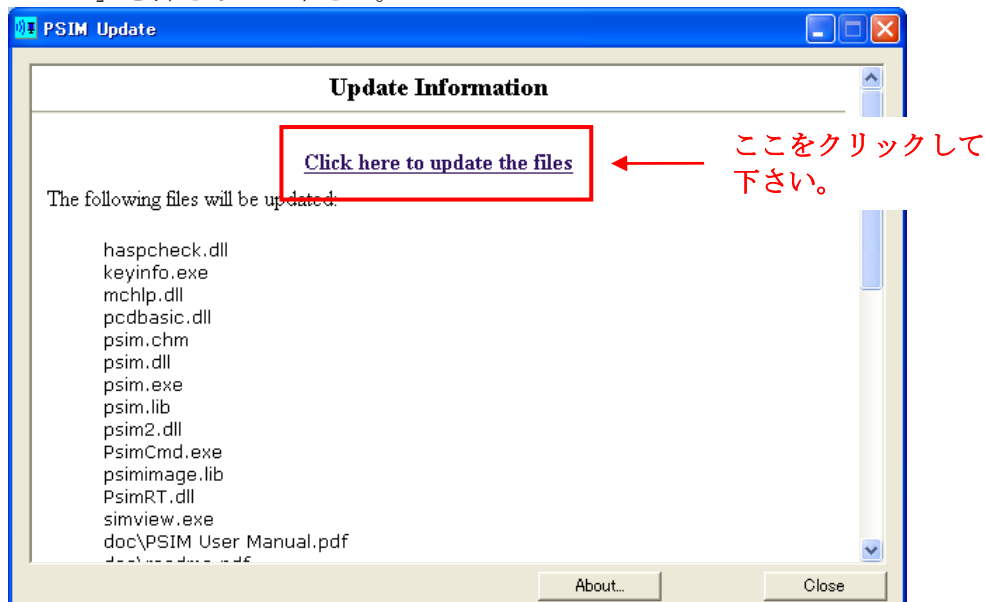 PSIM Update
Update Information
Click here to update the files
ここをクリックして
下さい。
The following files will be updated:
haspcheck.dll
keyinfo.exe
mchlp.dll
pcdbasic.dll
psim.chm
psim.dll
psim.exe
psim.lib
psim2.dll
PsimCmd.exe
psimimage.lib
PsimRT.dll
simview.exe
doc\PSIM User Manual.pdf
About...
Close